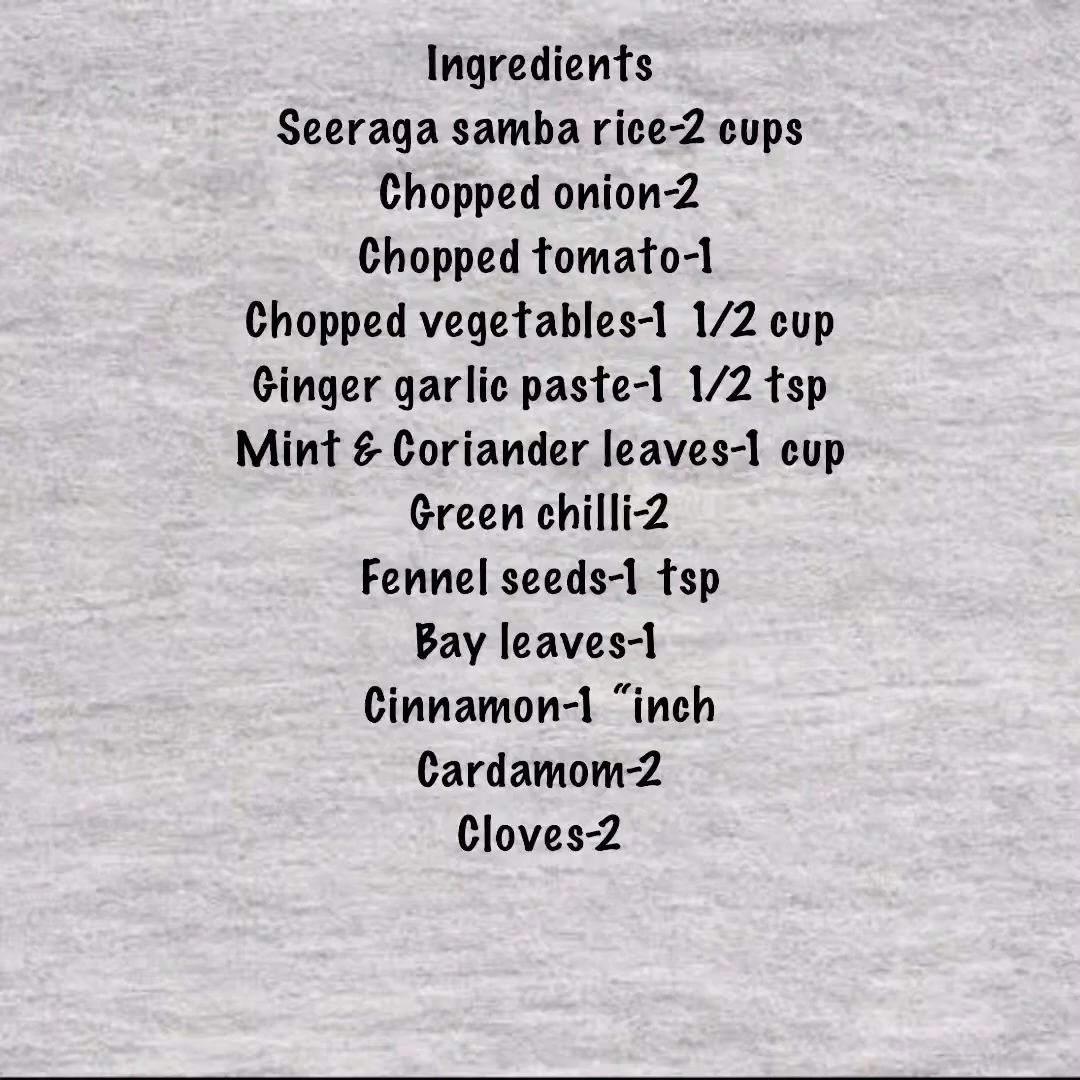 Ingredients
Seeraga samba rice-2 cups
Chopped onion-2
Chopped tomato-1
Chopped vegetables-1 1/2 cup
Ginger garlic paste-1 1/2 tsp
Mint & Coriander leaves-1 cup
Green chilli-2
Fennel seeds-1 tsp
Bay leaves-1
Cinnamon-1 “inch
Cardamom-2
Cloves-2